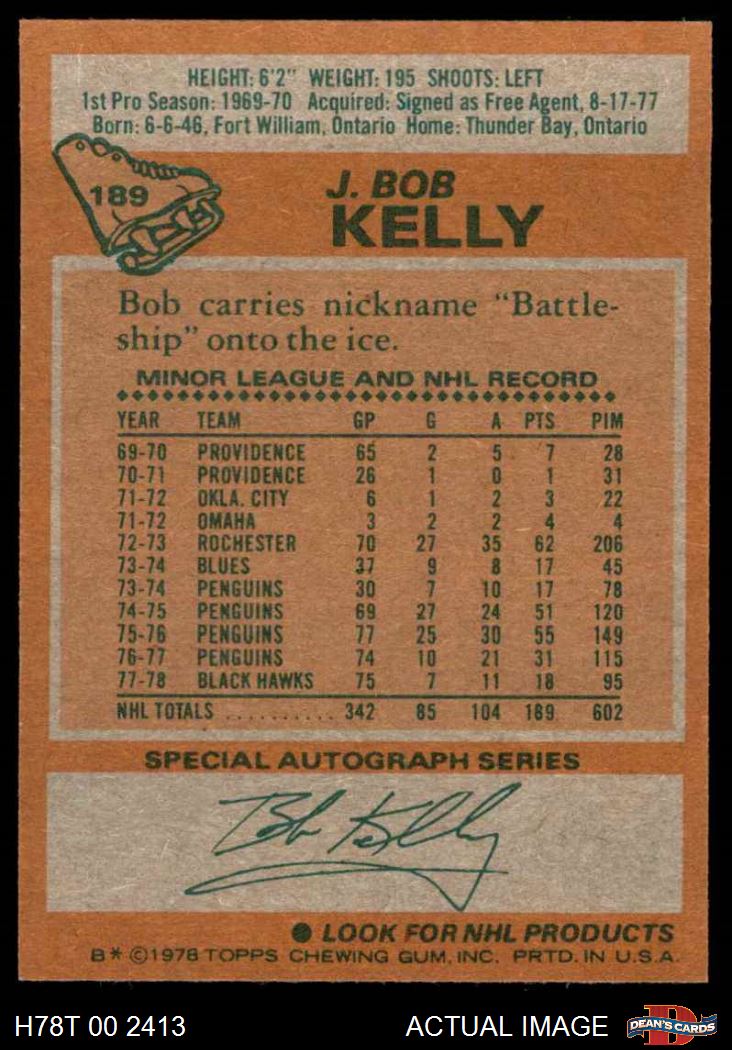 HEIGHT: 6'2" WEIGHT: 195 SHOOTS: LEFT
1st Pro Season: 1969-70 Acquired: Signed as Free Agent, 8-17-77
Born: 6-6-46, Fort William, Ontario Home: Thunder Bay, Ontario
189
J. BOB
KELLY
Bob carries nickname "Battle-
ship" onto the ice.
MINOR LEAGUE AND NHL RECORD
YEAR TEAM GP G A PTS PIM
69-70 PROVIDENCE 65 2 5 7 28
70-71 PROVIDENCE 26 1 0 1 31
71-72 OKLA. CITY 6 1 2 3 22
71-72 OMAHA 3 2 2 4 4
72-73 ROCHESTER 70 27 35 62 206
73-74 BLUES 37 9 8 17 45
73-74 PENGUINS 30 7 10 17 78
74-75 PENGUINS 69 27 24 51 120
75-76 PENGUINS 77 25 30 55 149
76-77 PENGUINS 74 10 21 31 115
77-78 BLACK HAWKS 75 7 11 18 95
NHL TOTALS .......... 342 85 104 189 602
SPECIAL AUTOGRAPH SERIES
Bob Kelly
● LOOK FOR NHL PRODUCTS
B* ©1978 TOPPS CHEWING GUM, INC. PRTD. IN U.S.A.
H78T 00 2413 ACTUAL IMAGE
D
DEAN'S CARDS